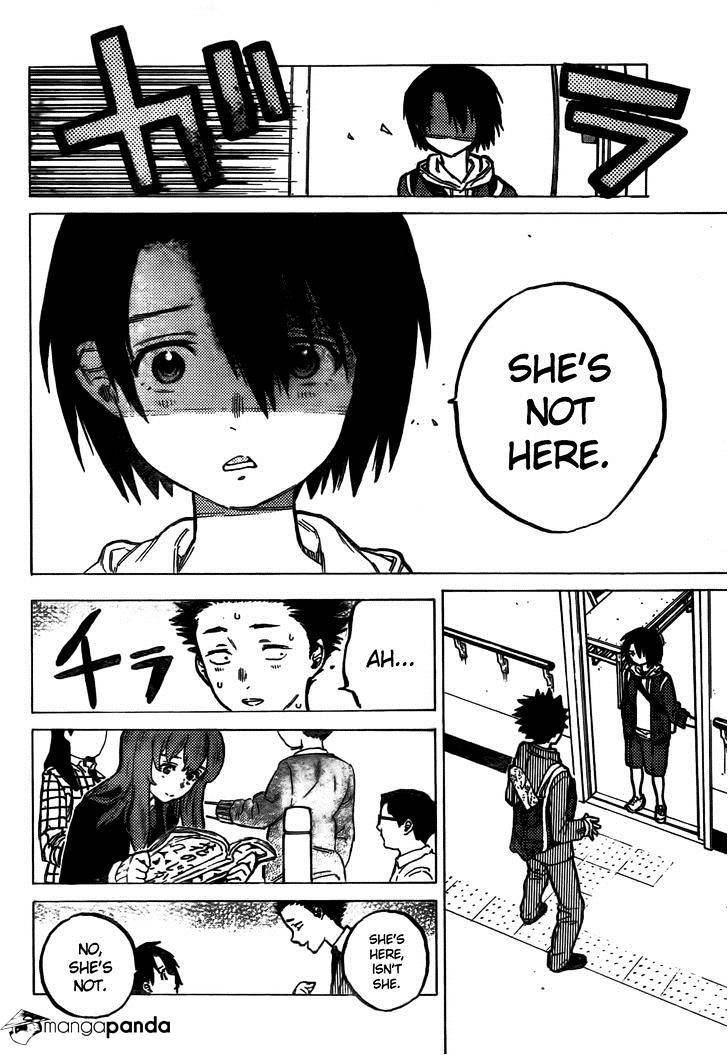 ガラ
SHE'S
NOT
HERE.
AH...
チラ
SHE'S
HERE,
ISN'T
SHE.
NO,
SHE'S
NOT.
mangapanda